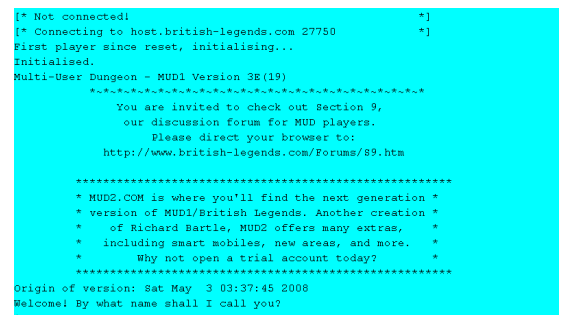 [* Not connected! *]
[* Connecting to host.british-legends.com 27750 *]
First player since reset, initialising...
Initialised.
Multi-User Dungeon - MUD1 Version 3E(19)
*~*~*~*~*~*~*~*~*~*~*~*~*~*~*~*~*~*~*~*~*~*~*~*~*
You are invited to check out Section 9,
our discussion forum for MUD players.
Please direct your browser to:
http://www.british-legends.com/Forums/S9.htm
******************************************************
* MUD2.COM is where you'll find the next generation *
* version of MUD1/British Legends. Another creation *
* of Richard Bartle, MUD2 offers many extras, *
* including smart mobiles, new areas, and more. *
* Why not open a trial account today? *
******************************************************
Origin of version: Sat May 3 03:37:45 2008
Welcome! By what name shall I call you?